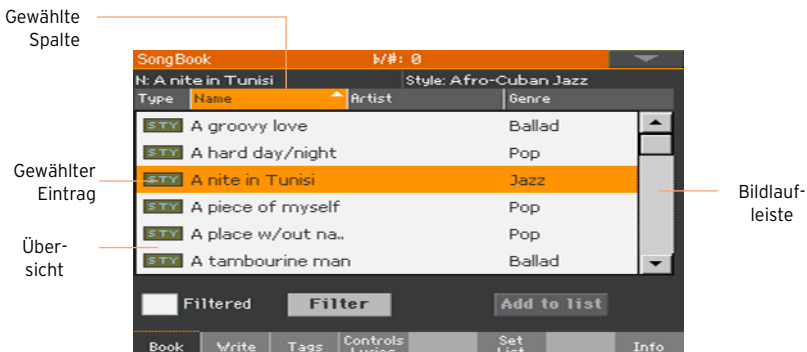 Gewählte
Spalte
SongBook ♭/#: 0
N: A nite in Tunisi Style: Afro-Cuban Jazz
Type Name Artist Genre
STY A groovy love Ballad
STY A hard day/night Pop
Gewählter
Eintrag
STY A nite in Tunisi Jazz
Bildlauf-
leiste
STY A piece of myself Pop
Über-
sicht
STY A place w/out na.. Pop
STY A tambourine man Ballad
Filtered Filter Add to list
Book Write Tags Controls Set Info
Lyrics List